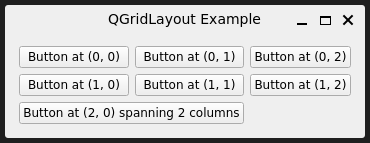 QGridLayout Example
Button at (0, 0) Button at (0, 1) Button at (0, 2)
Button at (1, 0) Button at (1, 1) Button at (1, 2)
Button at (2, 0) spanning 2 columns